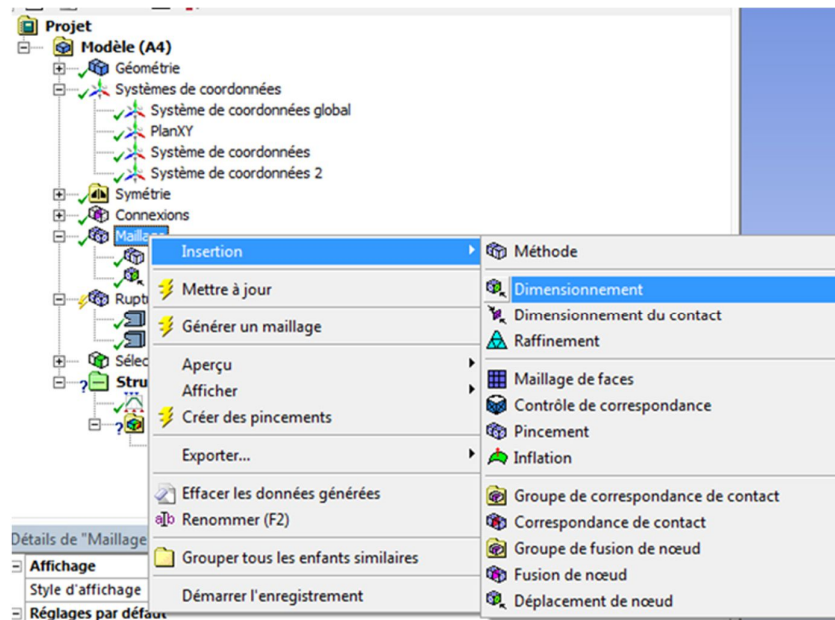 Projet
Modèle (A4)
Géométrie
Systèmes de coordonnées
Système de coordonnées global
PlanXY
Système de coordonnées
Système de coordonnées 2
Symétrie
Connexions
Maillage
Ruptu
Sélec
Stru
Insertion
Mettre à jour
Générer un maillage
Aperçu
Afficher
Créer des pincements
Exporter...
Effacer les données générées
Renommer (F2)
Grouper tous les enfants similaires
Démarrer l'enregistrement
Méthode
Dimensionnement
Dimensionnement du contact
Raffinement
Maillage de faces
Contrôle de correspondance
Pincement
Inflation
Groupe de correspondance de contact
Correspondance de contact
Groupe de fusion de nœud
Fusion de nœud
Déplacement de nœud
Détails de "Maillage
Affichage
Style d'affichage
Réglages par défaut